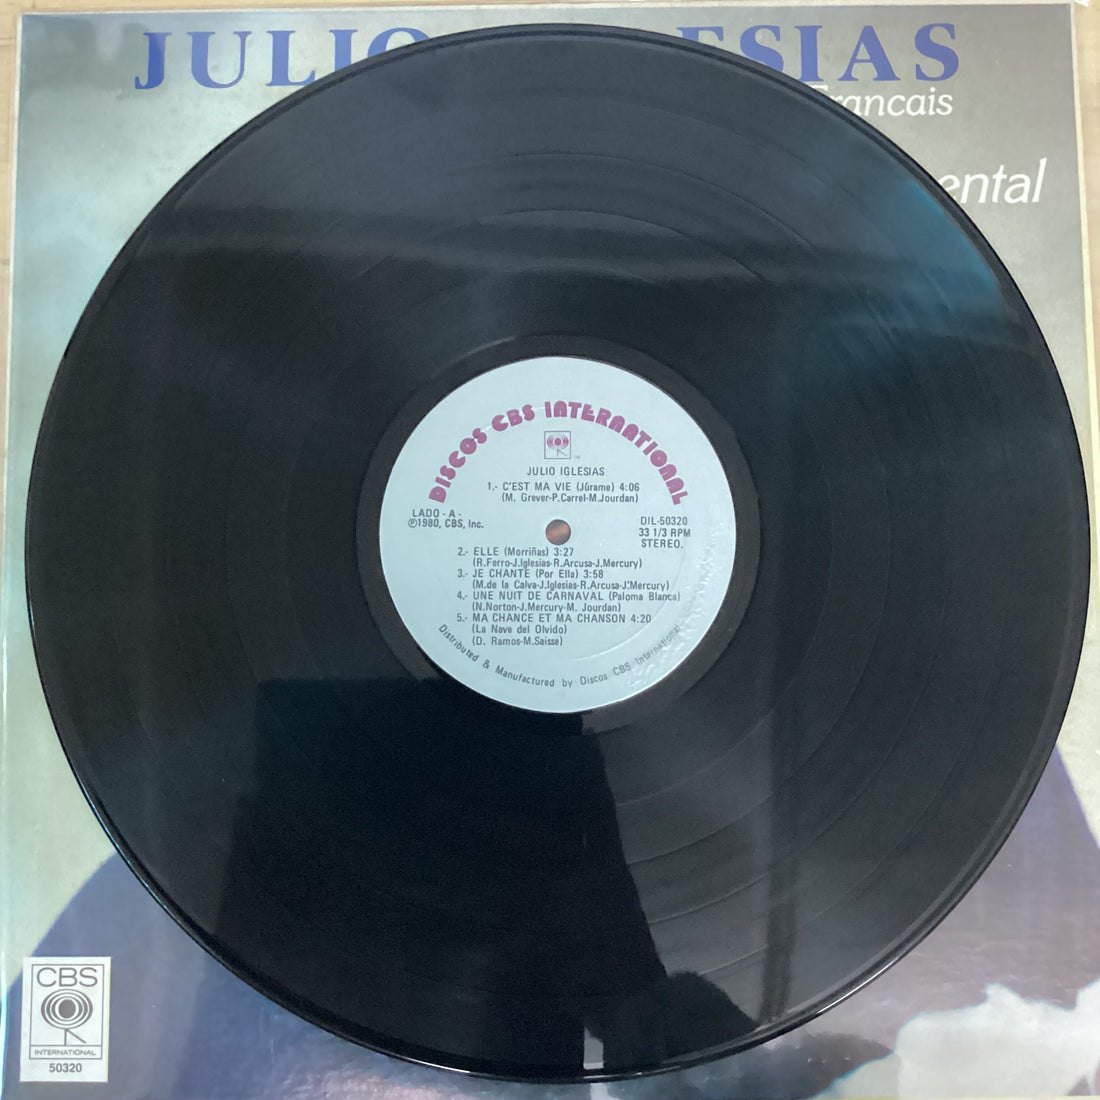 JULIO IGLESIAS
Francais
ental
DISCOS CBS INTERNATIONAL
JULIO IGLESIAS
1.- C'EST MA VIE (Júrame) 4:06
(M. Grever-P.Carrel-M.Jourdan)
LADO - A -
℗1980, CBS, Inc.
DIL-50320
33 1/3 RPM
STEREO.
2.- ELLE (Morriñas) 3:27
(R.Ferro-J.Iglesias-R.Arcusa-J.Mercury)
3.- JE CHANTE (Por Ella) 3:58
(M.de la Calva-J.Iglesias-R.Arcusa-J.Mercury)
4.- UNE NUIT DE CARNAVAL (Paloma Blanca)
(N.Norton-J.Mercury-M. Jourdan)
5.- MA CHANCE ET MA CHANSON 4:20
(La Nave del Olvido)
(D. Ramos-M.Saisse)
Distributed & Manufactured by Discos CBS International
CBS
INTERNATIONAL
50320